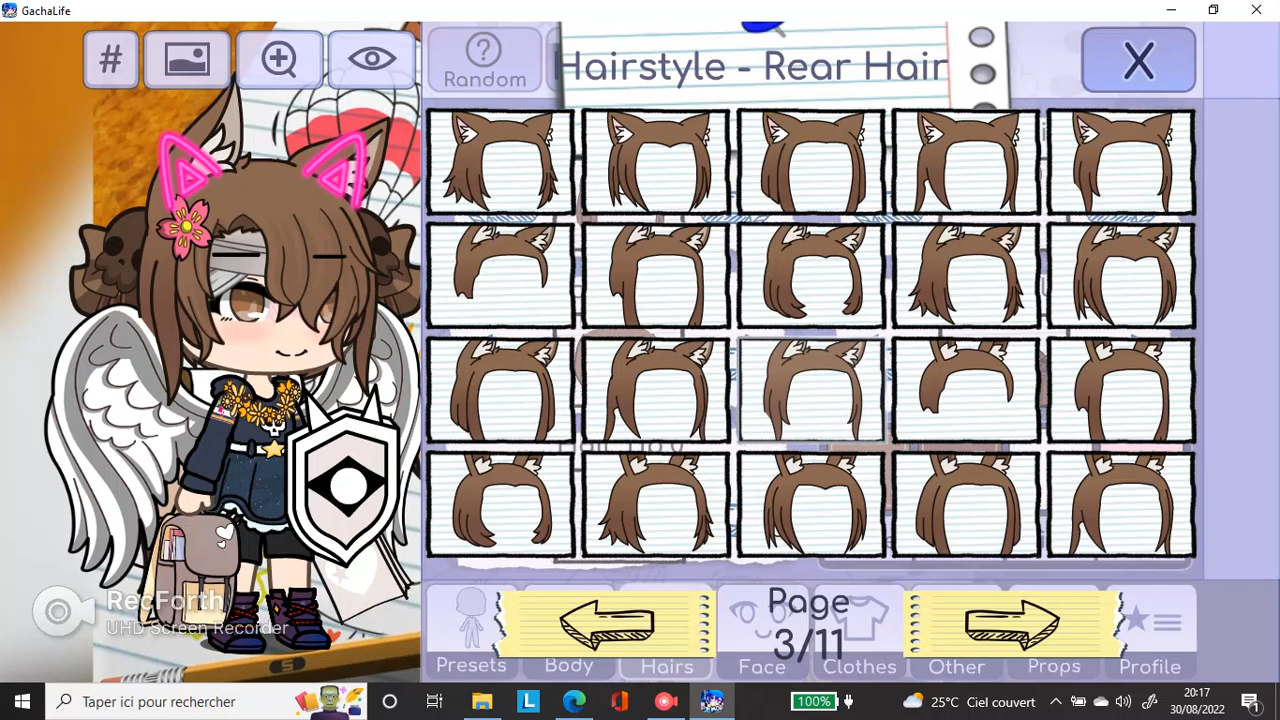 GachaLife
#
?
Random
Hairstyle - Rear Hair
X
Page
3/11
Presets
Body
Hairs
Face
Clothes
Other
Props
Profile
RecForth
UHD Screen Recorder
Taper ici pour rechercher
L
100%
25°C Ciel couvert
20:17
30/08/2022
1